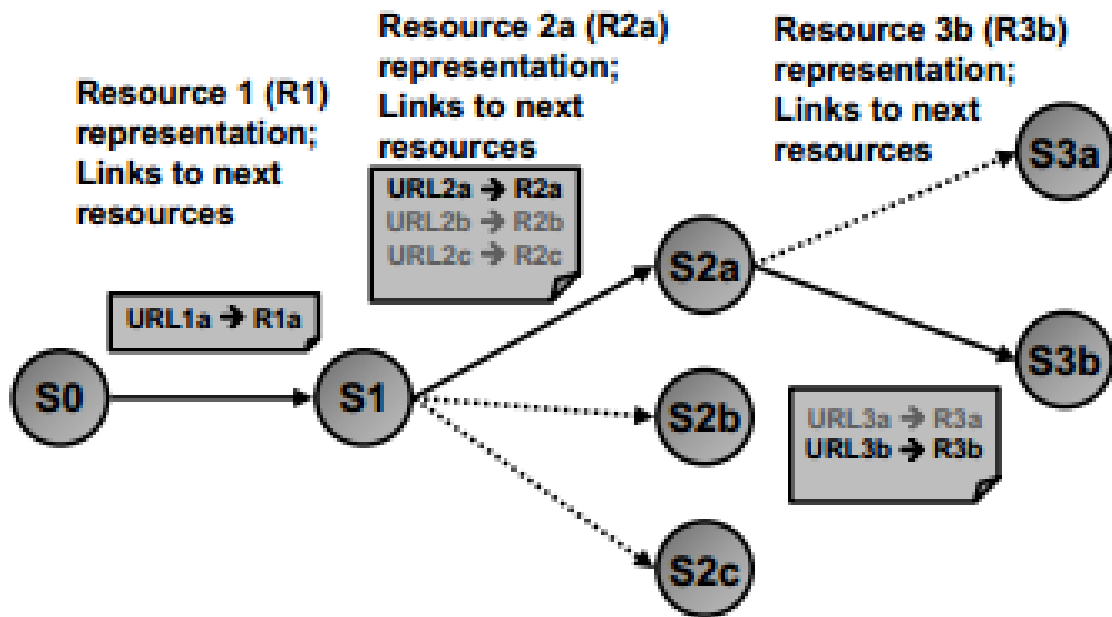 Resource 1 (R1)
representation;
Links to next
resources
Resource 2a (R2a)
representation;
Links to next
resources
Resource 3b (R3b)
representation;
Links to next
resources
URL1a → R1a
URL2a → R2a
URL2b → R2b
URL2c → R2c
URL3a → R3a
URL3b → R3b
S0
S1
S2a
S2b
S2c
S3a
S3b